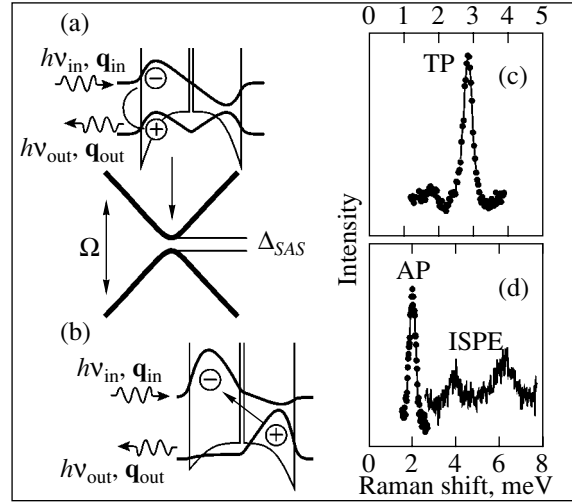 (a)
hν_in, q_in
−
+
hν_out, q_out
Ω
Δ_SAS
(b)
hν_in, q_in
−
+
hν_out, q_out
0 1 2 3 4 5
TP
(c)
Intensity
AP
(d)
ISPE
0 2 4 6 8
Raman shift, meV